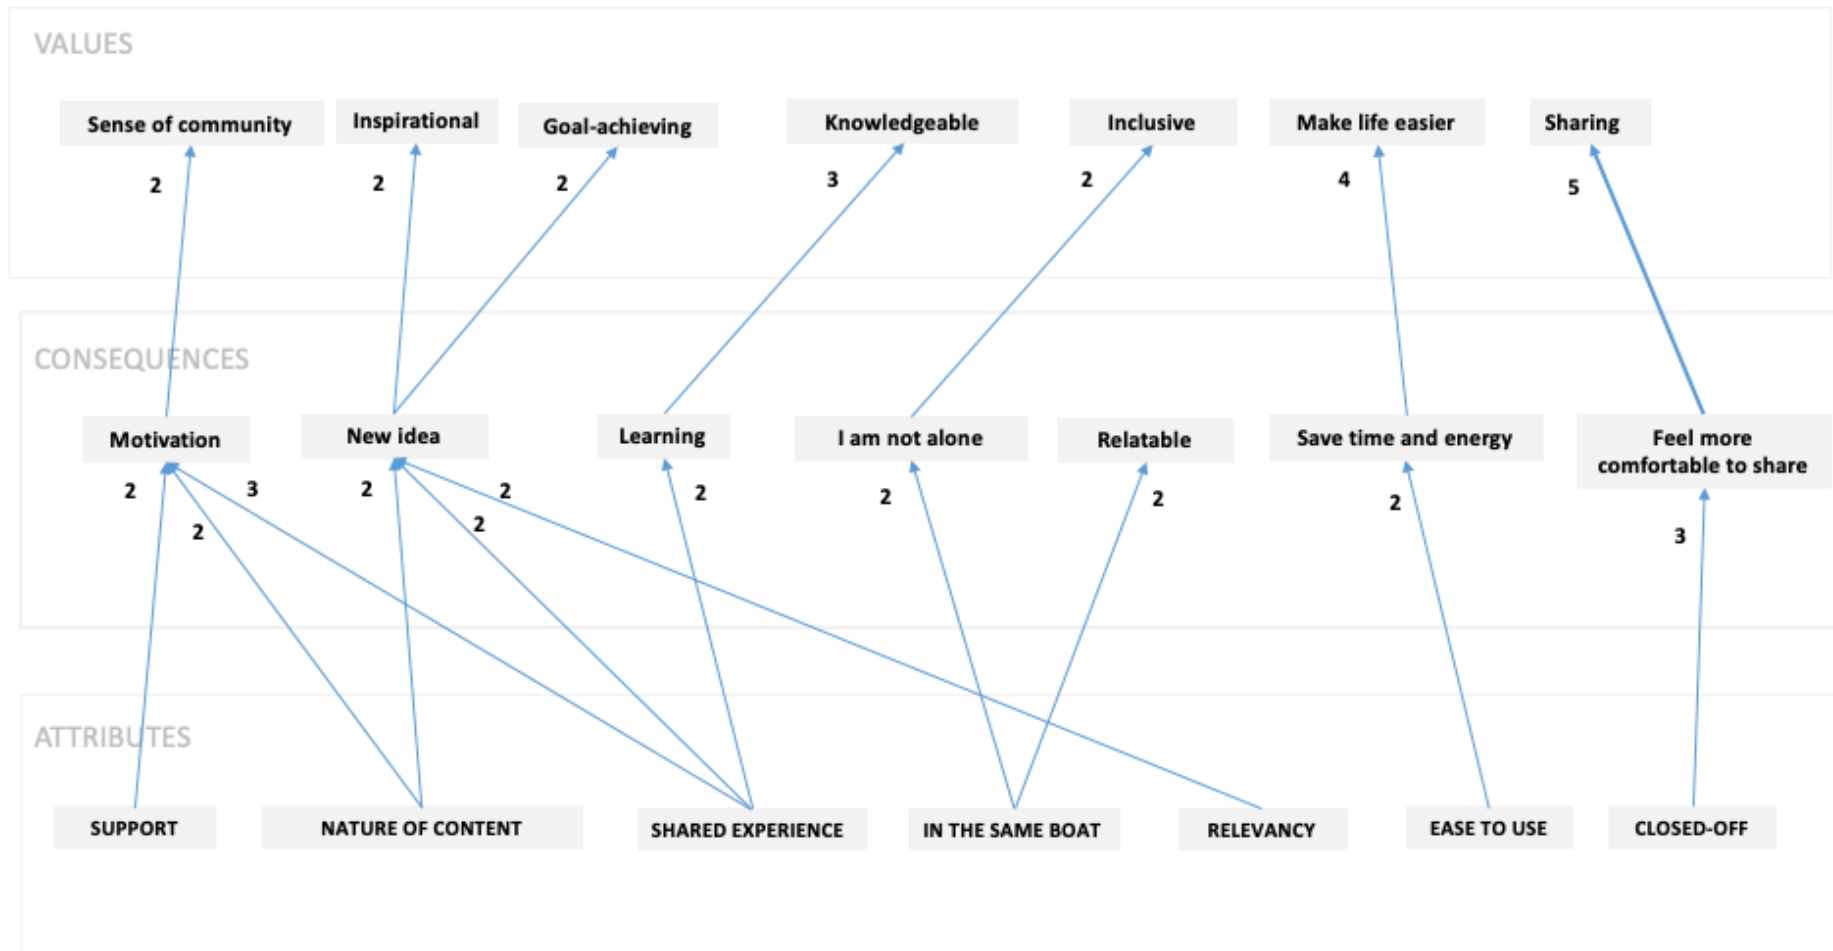 VALUES
Sense of community
Inspirational
Goal-achieving
Knowledgeable
Inclusive
Make life easier
Sharing
2
2
2
3
2
4
5
CONSEQUENCES
Motivation
New idea
Learning
I am not alone
Relatable
Save time and energy
Feel more
comfortable to share
2
3
2
2
2
2
2
2
2
2
3
ATTRIBUTES
SUPPORT
NATURE OF CONTENT
SHARED EXPERIENCE
IN THE SAME BOAT
RELEVANCY
EASE TO USE
CLOSED-OFF